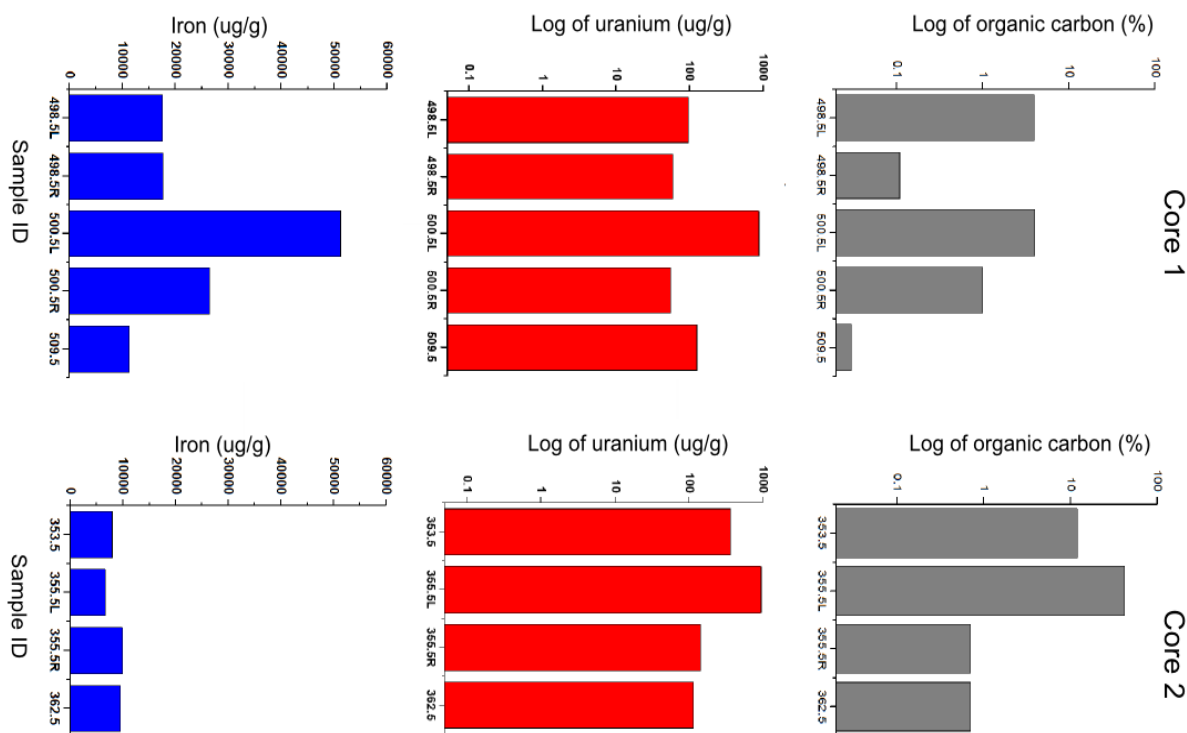 Core 1
Log of organic carbon (%)
100
10
1
0.1
498.5L
498.5R
500.5L
500.5R
509.5
Core 2
Log of organic carbon (%)
100
10
1
0.1
353.5
355.5L
355.5R
362.5
Log of uranium (ug/g)
1000
100
10
1
0.1
498.5L
498.5R
500.5L
500.5R
509.5
Log of uranium (ug/g)
1000
100
10
1
0.1
353.5
355.5L
355.5R
362.5
Iron (ug/g)
60000
50000
40000
30000
20000
10000
0
498.5L
498.5R
500.5L
500.5R
509.5
Sample ID
Iron (ug/g)
60000
50000
40000
30000
20000
10000
0
353.5
355.5L
355.5R
362.5
Sample ID